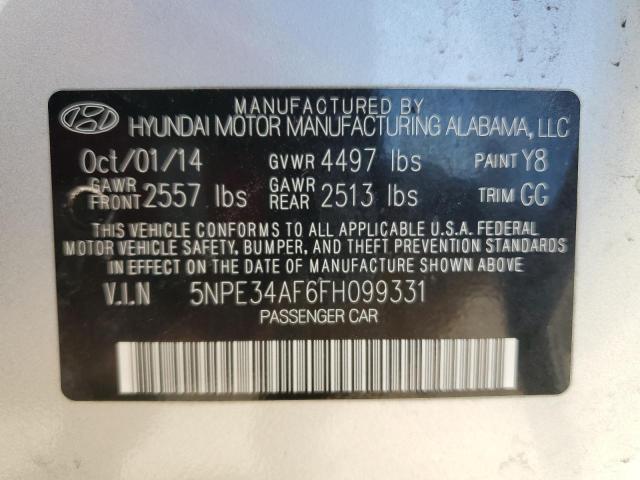 MANUFACTURED BY
HYUNDAI MOTOR MANUFACTURING ALABAMA, LLC
Oct/01/14 GVWR 4497 lbs PAINT Y8
GAWR FRONT 2557 lbs GAWR REAR 2513 lbs TRIM GG
THIS VEHICLE CONFORMS TO ALL APPLICABLE U.S.A. FEDERAL
MOTOR VEHICLE SAFETY, BUMPER, AND THEFT PREVENTION STANDARDS
IN EFFECT ON THE DATE OF MANUFACTURE SHOWN ABOVE.
V.I.N 5NPE34AF6FH099331
PASSENGER CAR